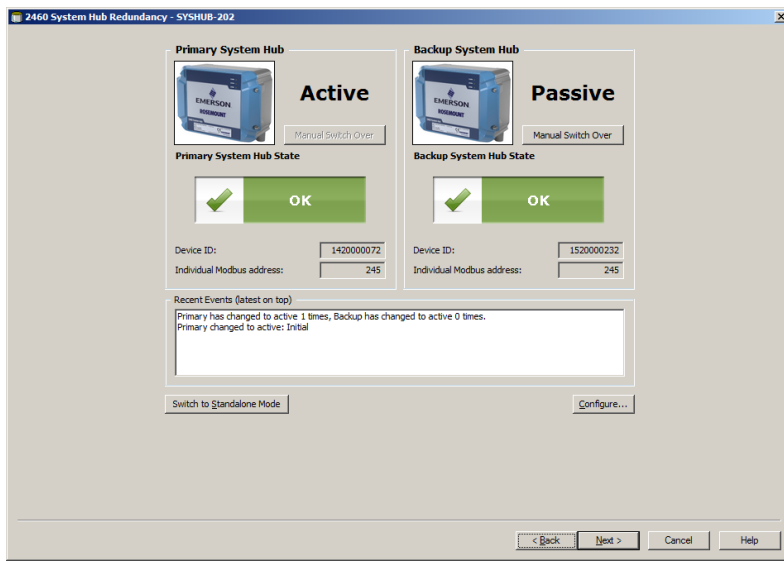 2460 System Hub Redundancy - SYSHUB-202
Primary System Hub
EMERSON
ROSEMOUNT
Active
Manual Switch Over
Primary System Hub State
OK
Device ID: 1420000072
Individual Modbus address: 245
Backup System Hub
EMERSON
ROSEMOUNT
Passive
Manual Switch Over
Backup System Hub State
OK
Device ID: 1520000232
Individual Modbus address: 245
Recent Events (latest on top)
Primary has changed to active 1 times, Backup has changed to active 0 times.
Primary changed to active: Initial
Switch to Standalone Mode
Configure...
< Back
Next >
Cancel
Help